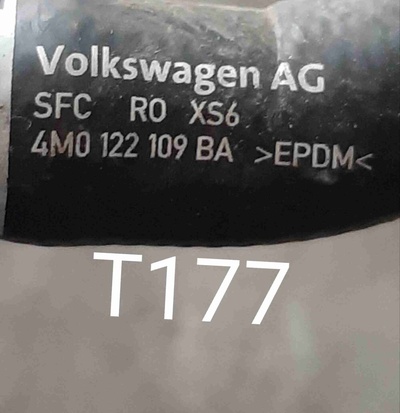 Volkswagen AG
SFC RO XS6
4M0 122 109 BA >EPDM<
T177